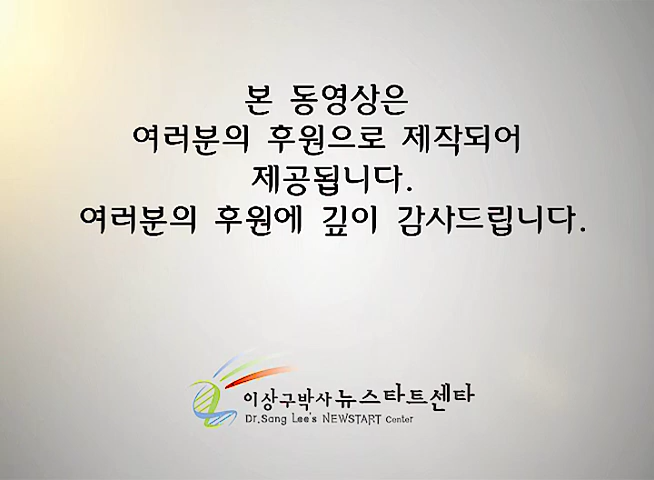 본 동영상은
여러분의 후원으로 제작되어
제공됩니다.
여러분의 후원에 깊이 감사드립니다.
이상구박사 뉴스타트센타
Dr.Sang Lee's NEWSTART Center